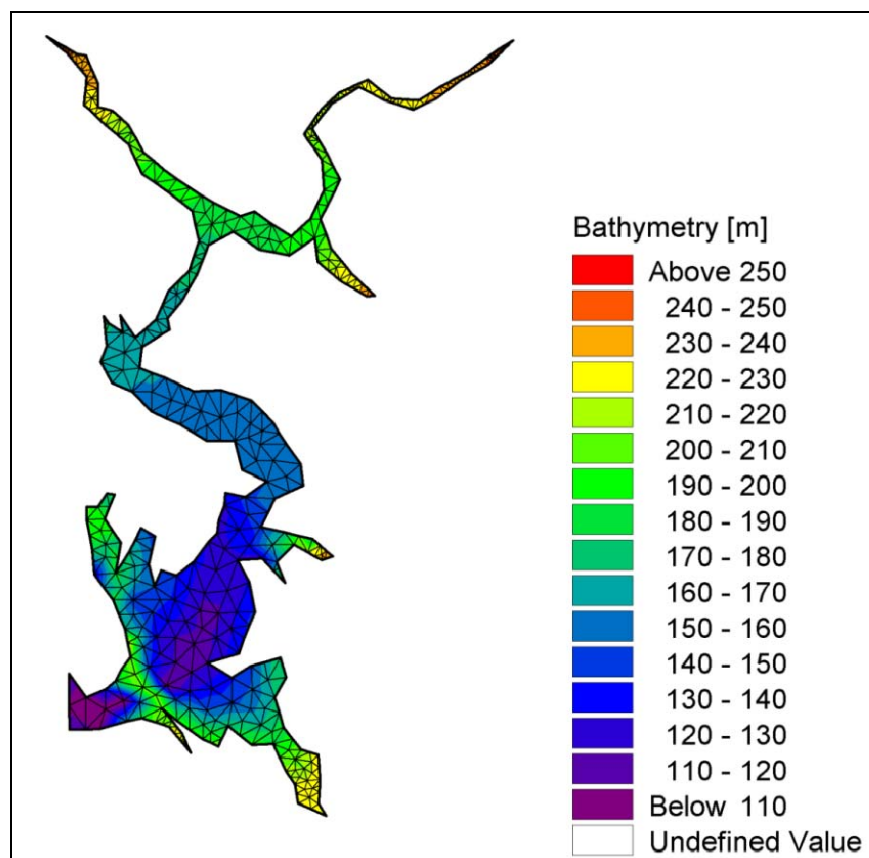 Bathymetry [m]
Above 250
240 - 250
230 - 240
220 - 230
210 - 220
200 - 210
190 - 200
180 - 190
170 - 180
160 - 170
150 - 160
140 - 150
130 - 140
120 - 130
110 - 120
Below 110
Undefined Value